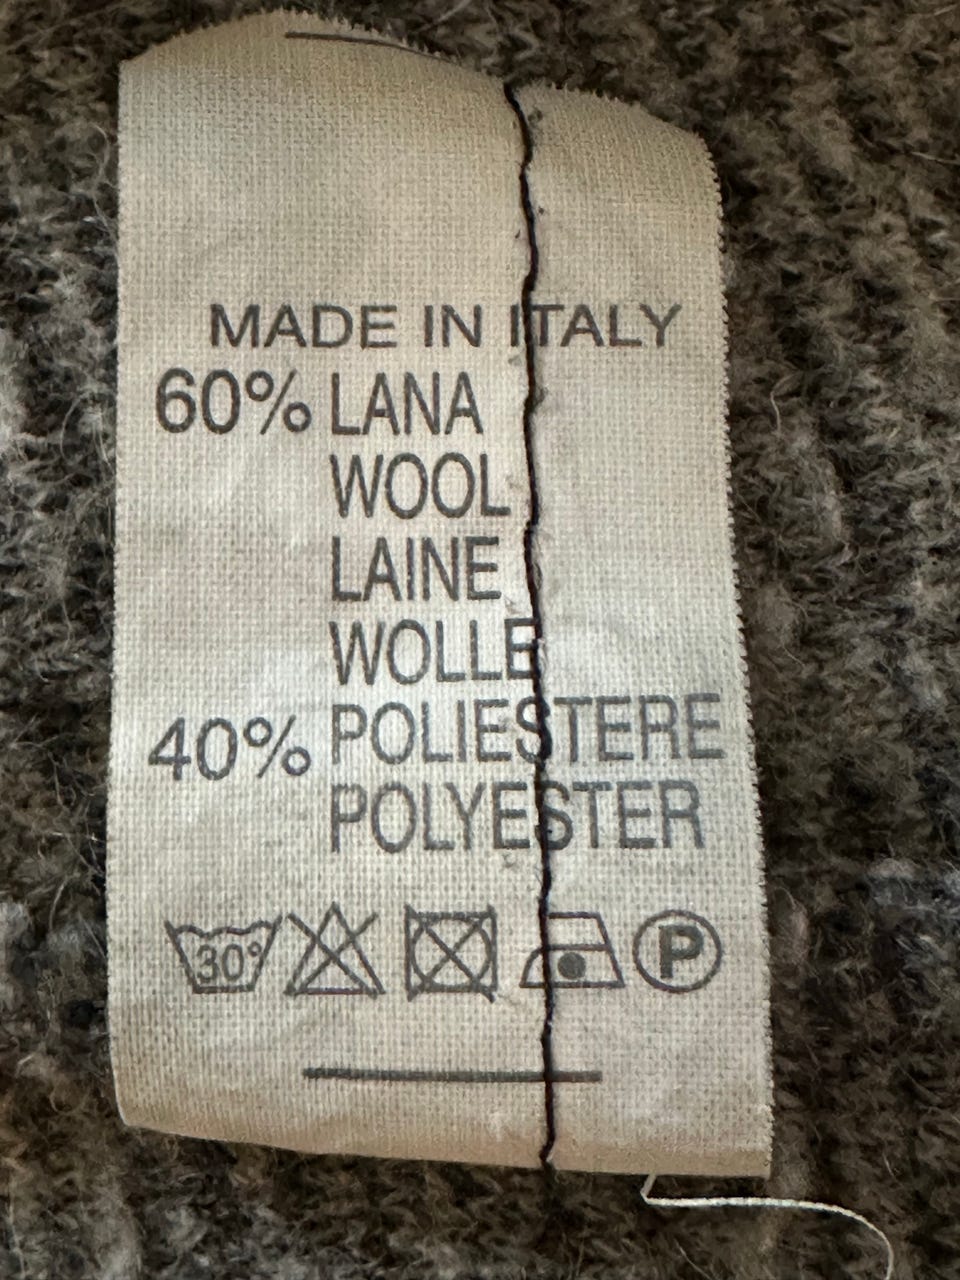 MADE IN ITALY
60% LANA
WOOL
LAINE
WOLLE
40% POLIESTERE
POLYESTER
30° P